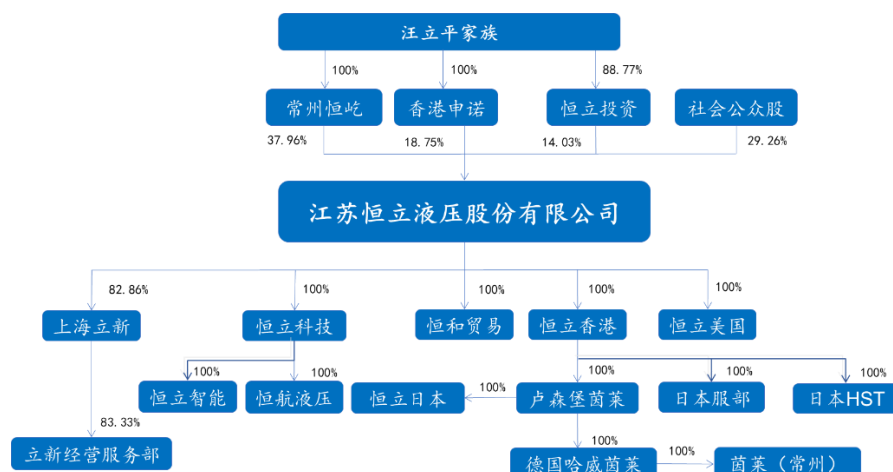 汪立平家族
100%
100%
88.77%
常州恒屹
香港申诺
恒立投资
社会公众股
37.96%
18.75%
14.03%
29.26%
江苏恒立液压股份有限公司
82.86%
100%
100%
100%
100%
上海立新
恒立科技
恒和贸易
恒立香港
恒立美国
100%
100%
100%
100%
100%
100%
恒立智能
恒航液压
恒立日本
卢森堡茵莱
日本服部
日本HST
83.33%
100%
100%
立新经营服务部
德国哈威茵莱
茵莱（常州）